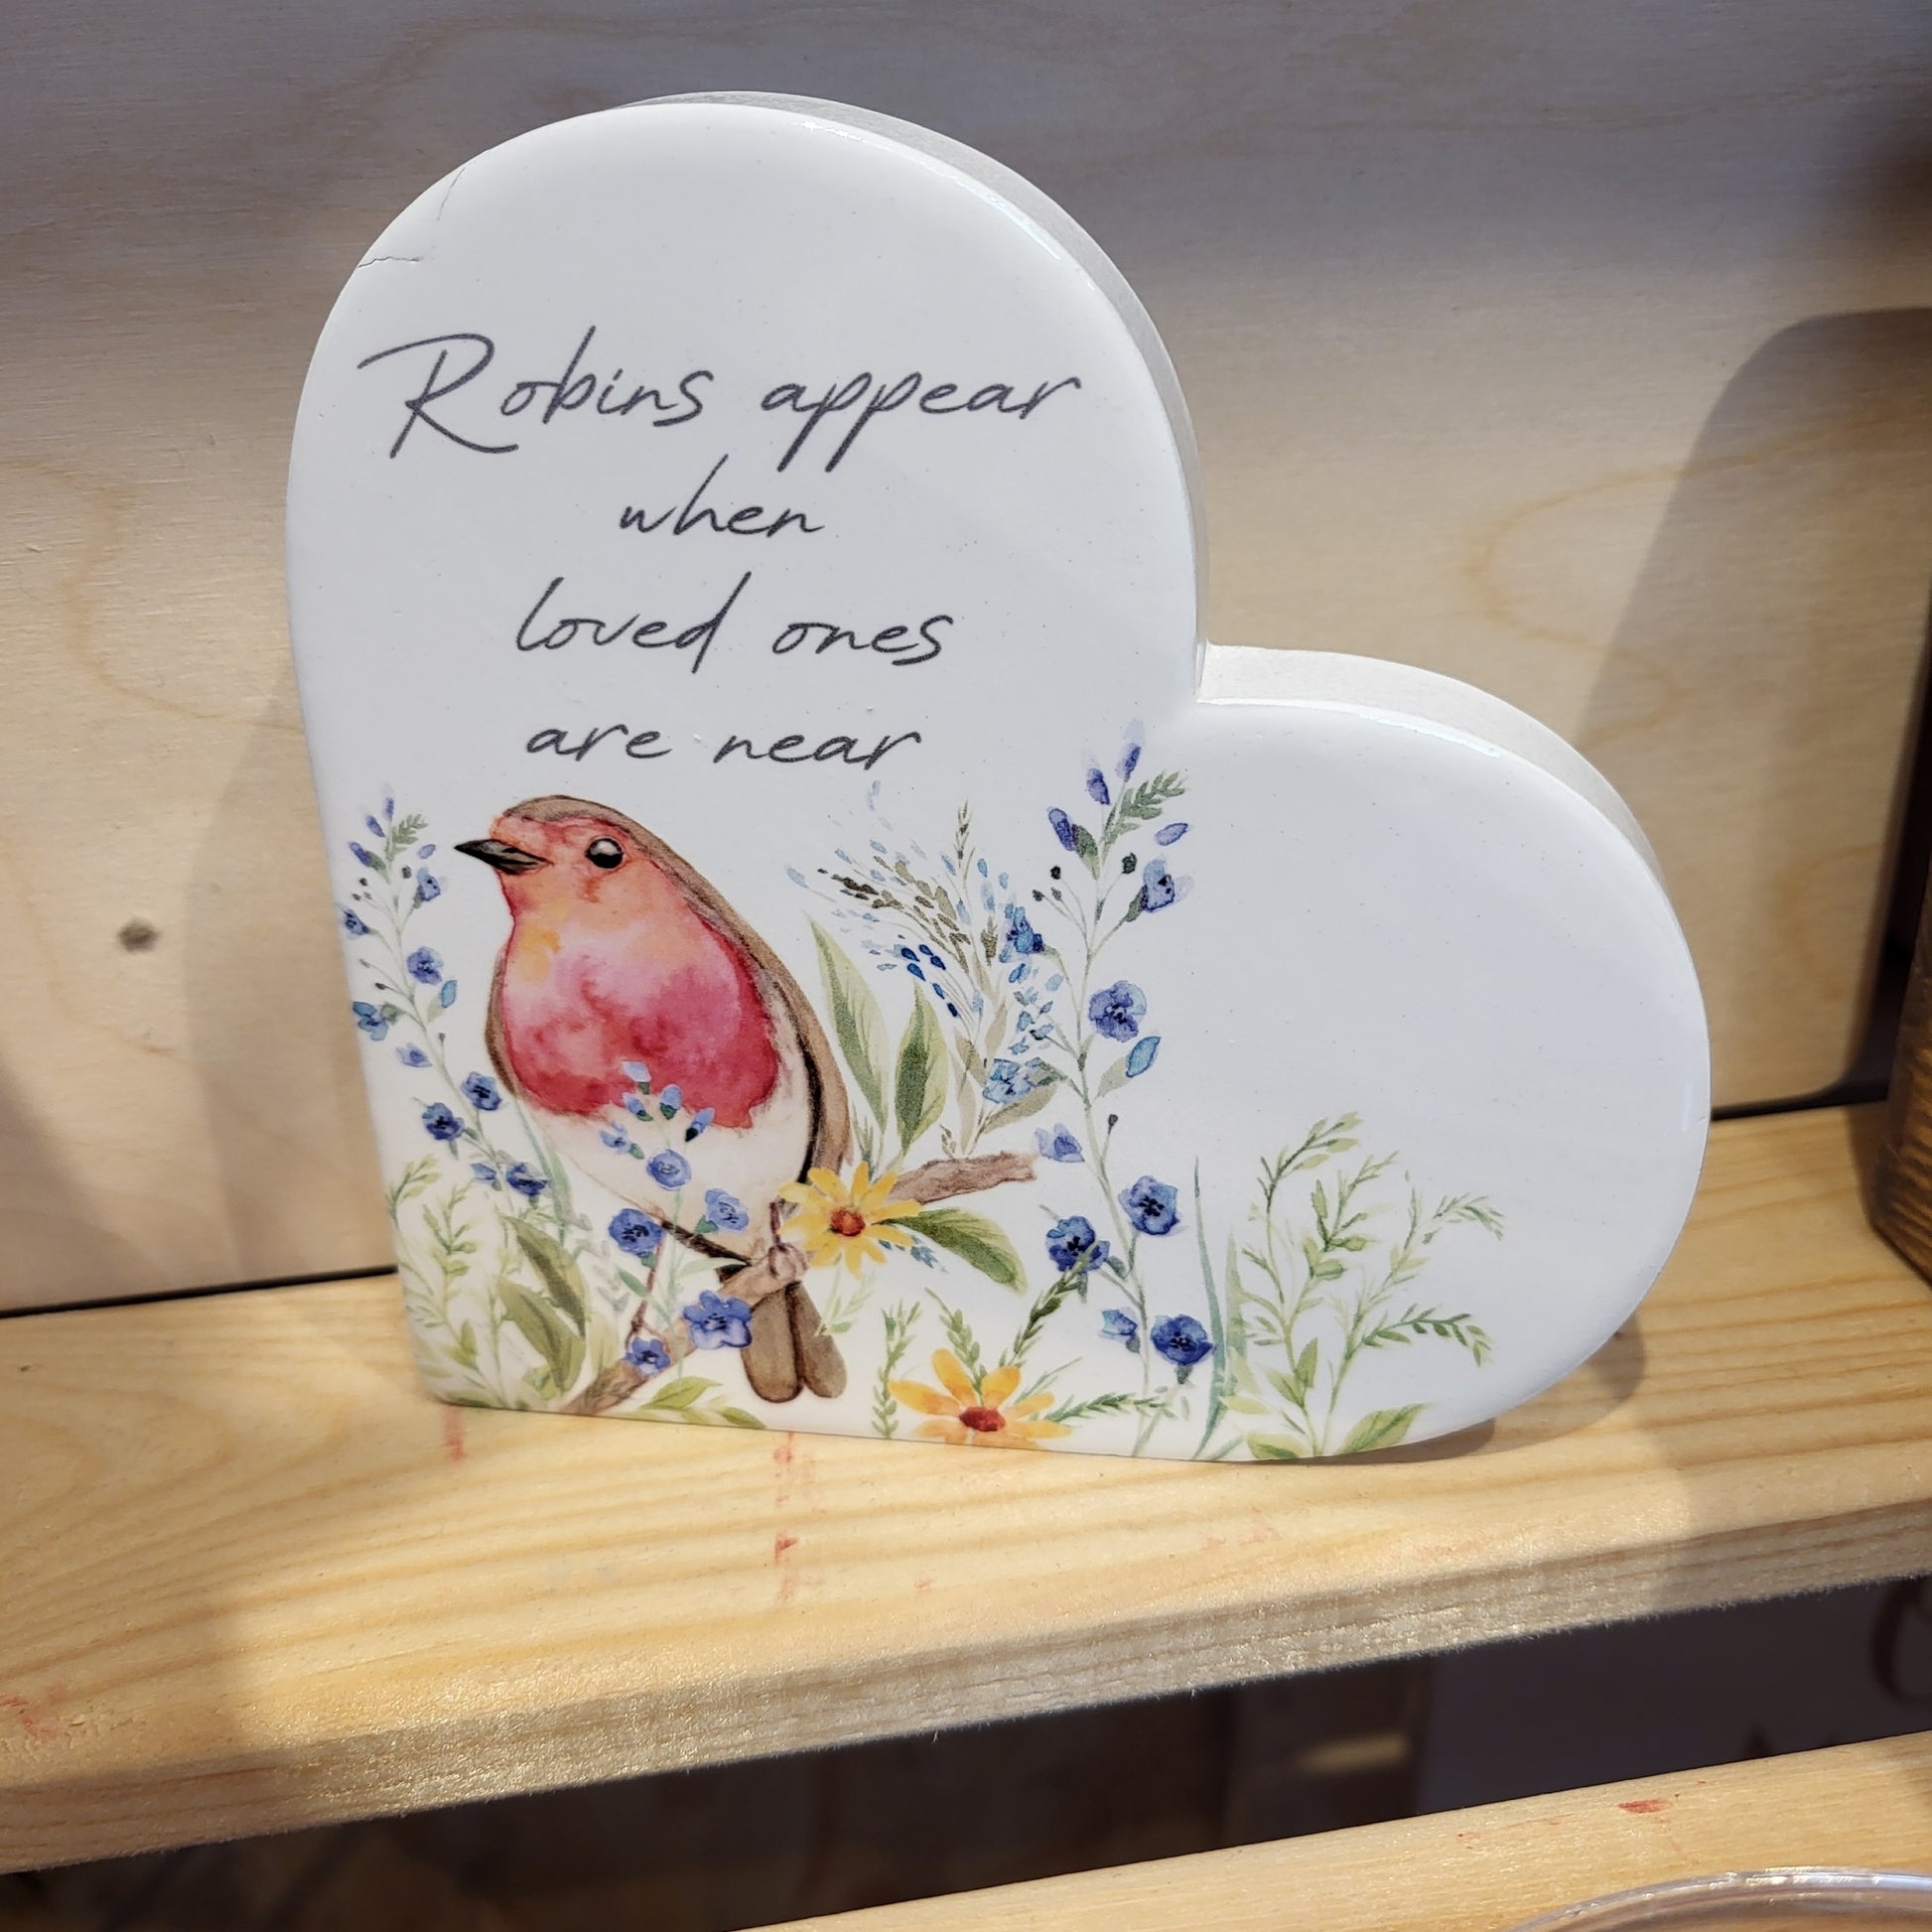 Robins appear
when
loved ones
are near